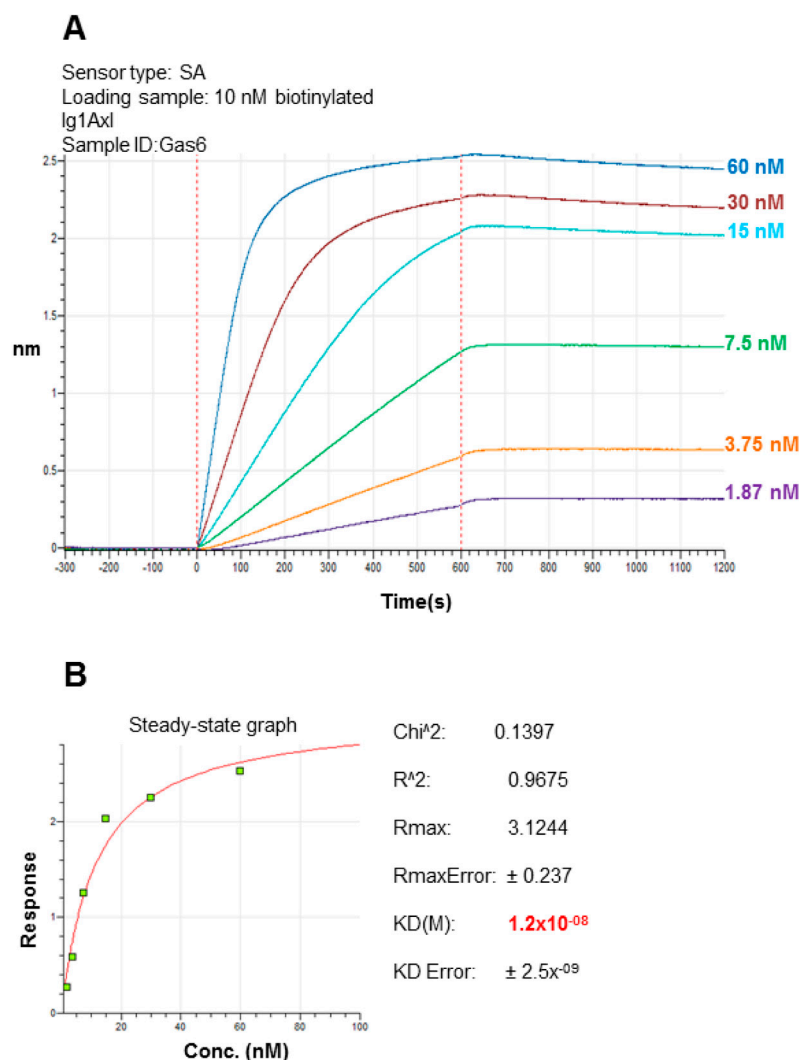 A
Sensor type: SA
Loading sample: 10 nM biotinylated
Ig1Axl
Sample ID:Gas6
2.5
2
1.5
1
0.5
0
nm
60 nM
30 nM
15 nM
7.5 nM
3.75 nM
1.87 nM
-300 -200 -100 0 100 200 300 400 500 600 700 800 900 1000 1100 1200
Time(s)
B
Steady-state graph
Response
2
1
0
20 40 60 80 100
Conc. (nM)
Chi^2: 0.1397
R^2: 0.9675
Rmax: 3.1244
RmaxError: ± 0.237
KD(M): 1.2x10⁻⁰⁸
KD Error: ± 2.5x⁻⁰⁹